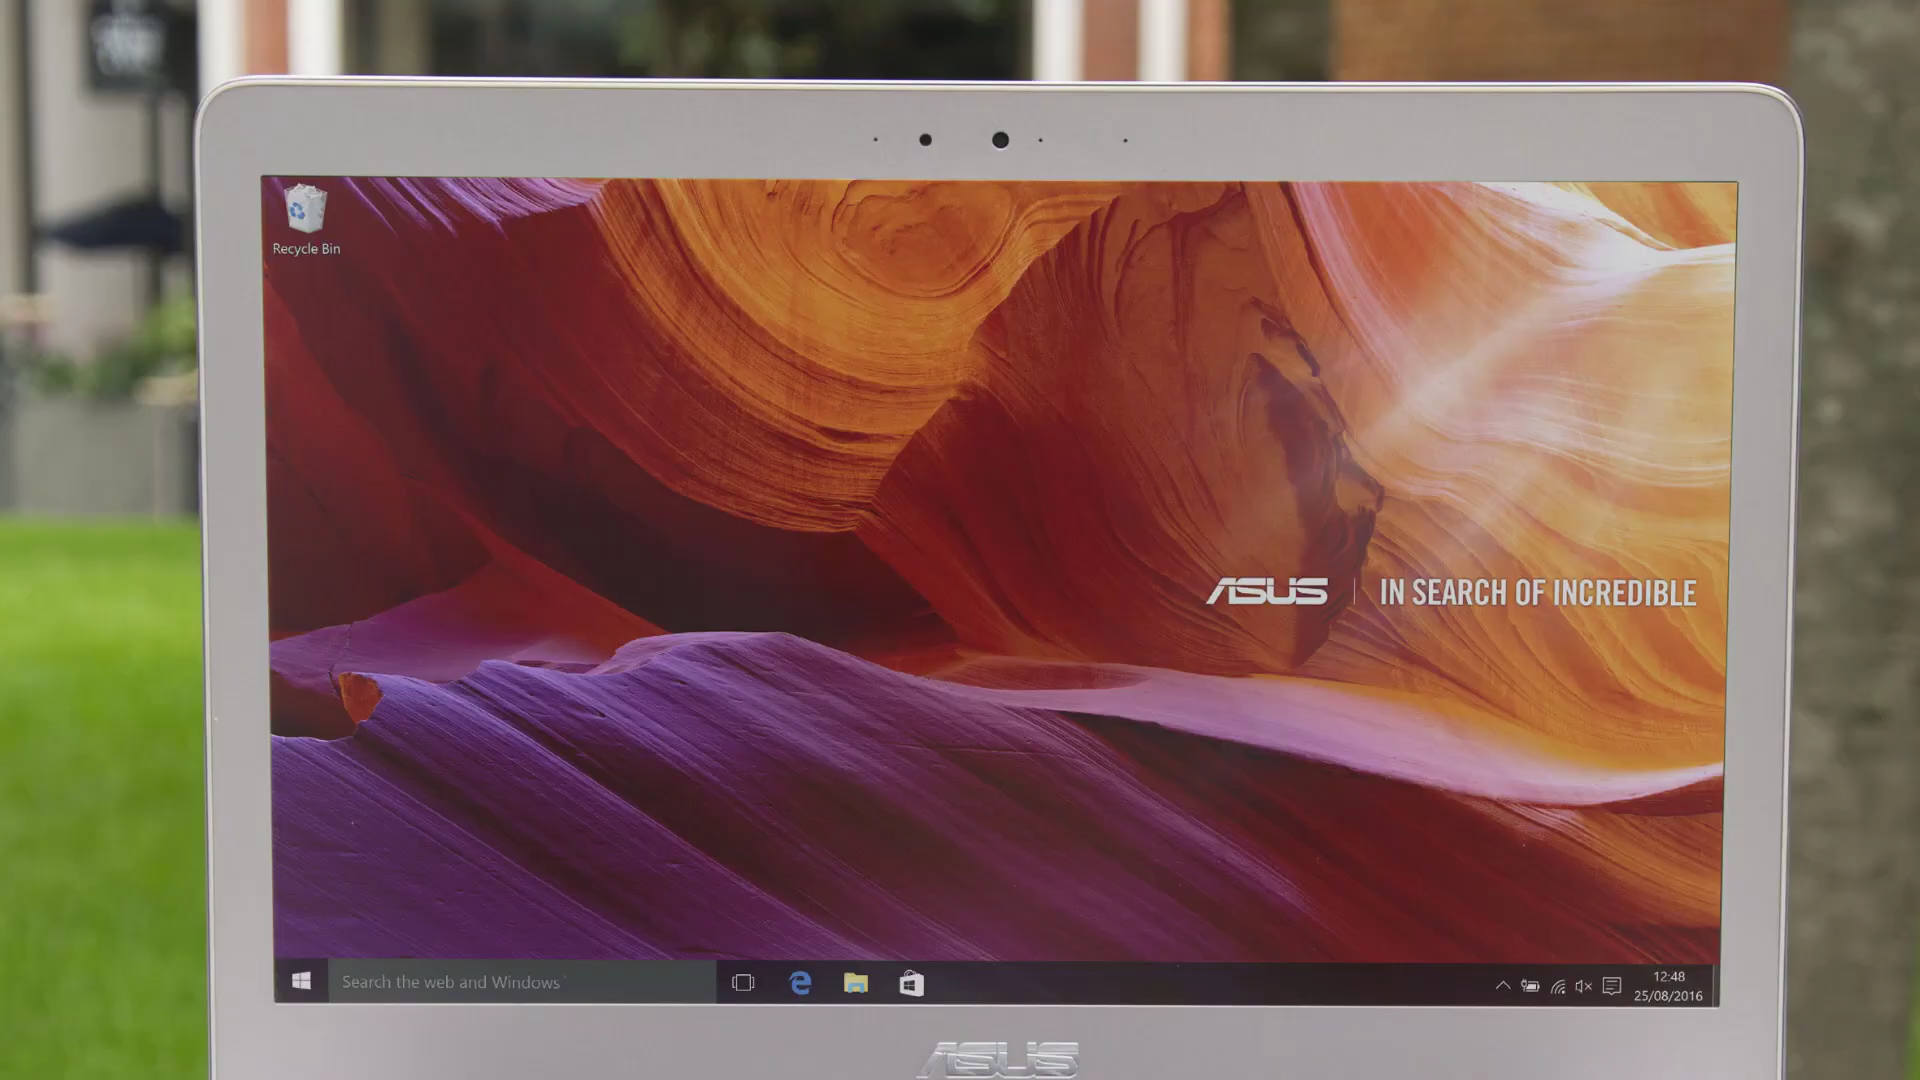 Recycle Bin
ASUS | IN SEARCH OF INCREDIBLE
Search the web and Windows
12:48
25/08/2016
ASUS